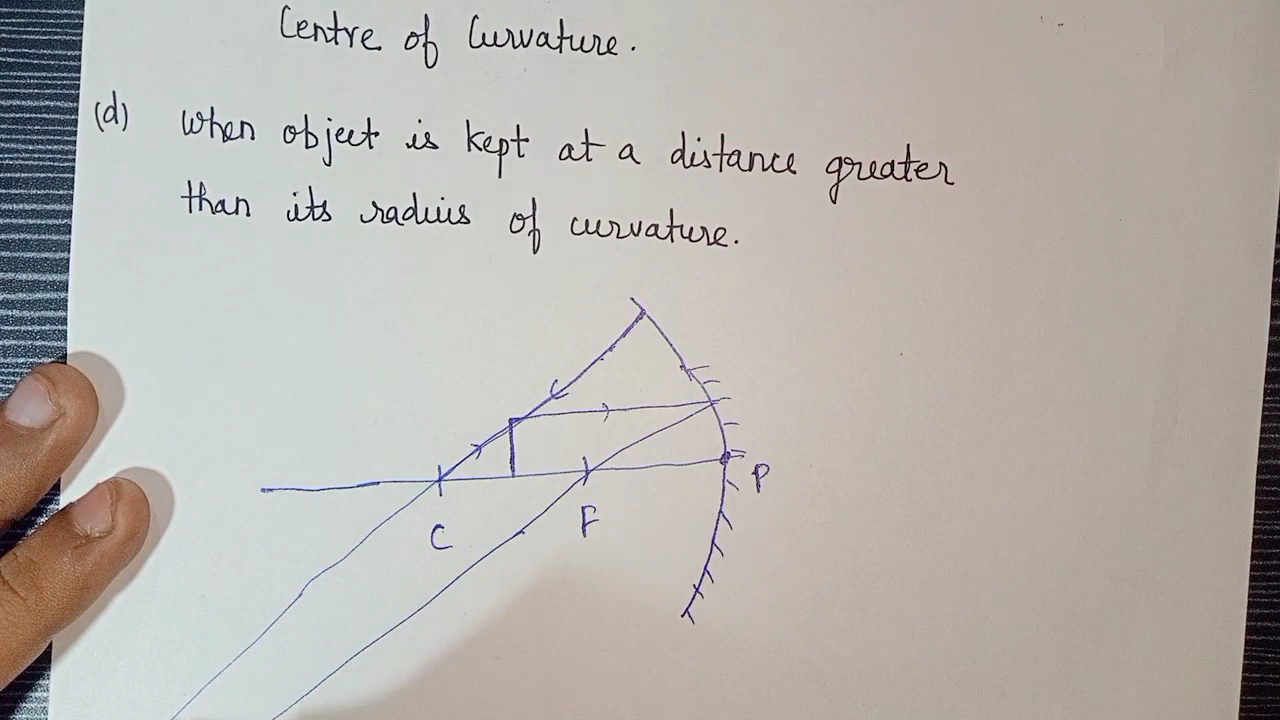 Centre of Curvature.
(d) When object is kept at a distance greater
than its radius of curvature.
P
C F